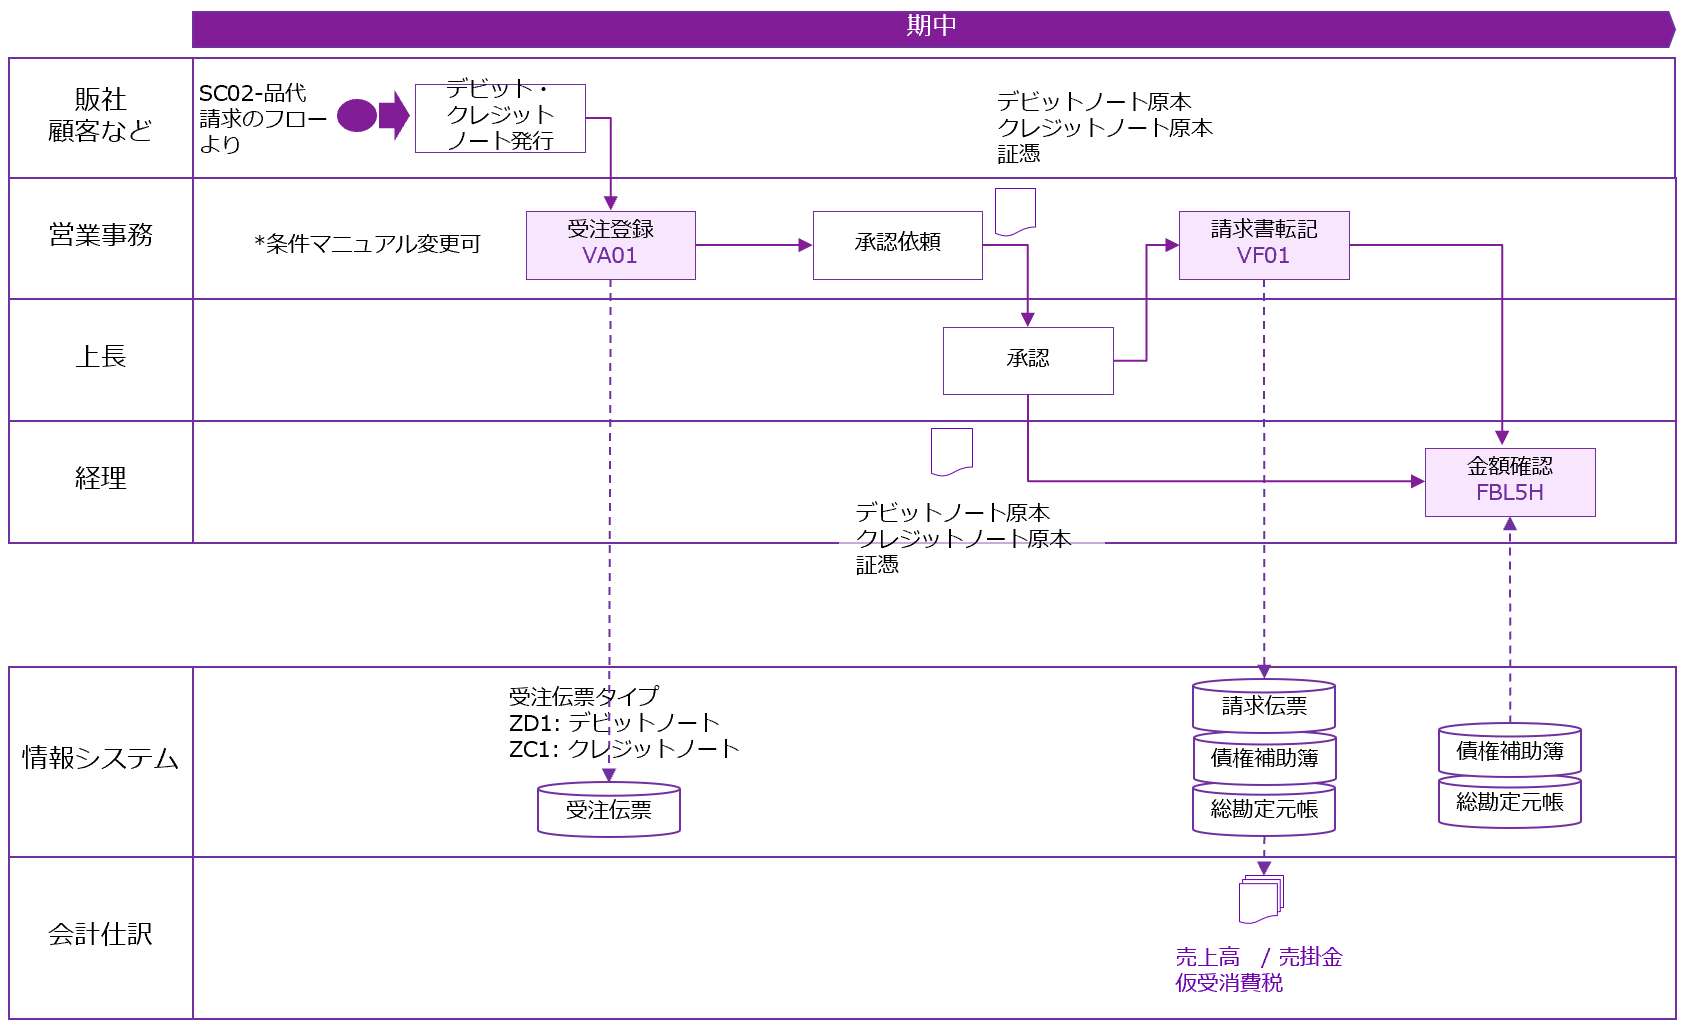 期中
販社
顧客など
SC02-品代
請求のフロー
より
デビット・
クレジット
ノート発行
デビットノート原本
クレジットノート原本
証憑
営業事務
*条件マニュアル変更可
受注登録
VA01
承認依頼
請求書転記
VF01
上長
承認
経理
金額確認
FBL5H
デビットノート原本
クレジットノート原本
証憑
情報システム
受注伝票タイプ
ZD1: デビットノート
ZC1: クレジットノート
受注伝票
請求伝票
債権補助簿
総勘定元帳
債権補助簿
総勘定元帳
会計仕訳
売上高　/ 売掛金
仮受消費税